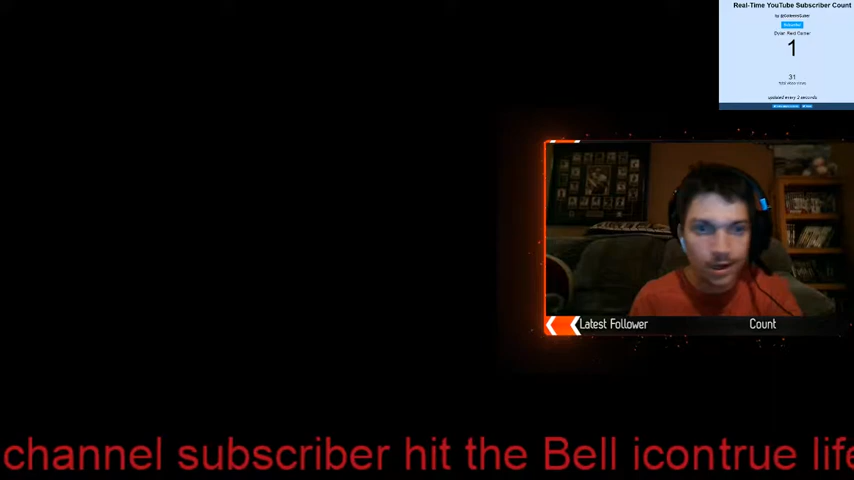 Real-Time YouTube Subscriber Count
1
31
updated every 2 seconds
Latest Follower
Count
channel subscriber hit the Bell icontrue life